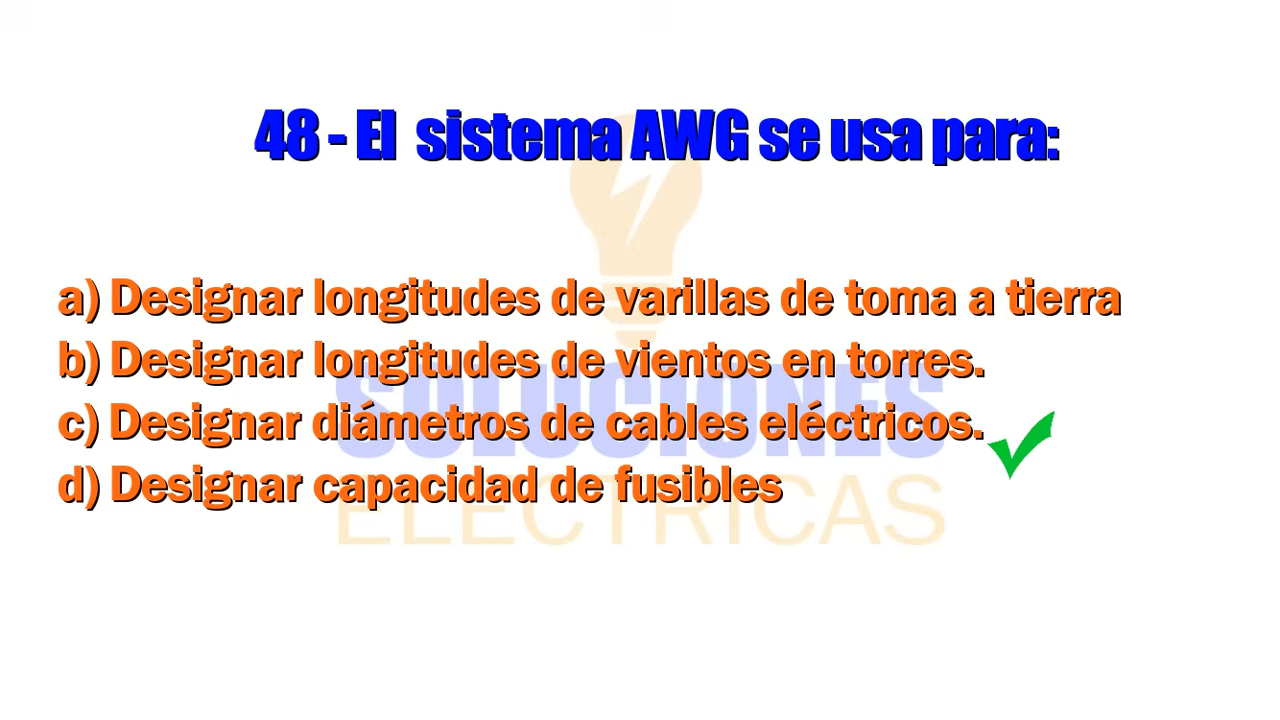 48 - El sistema AWG se usa para:
a) Designar longitudes de varillas de toma a tierra
b) Designar longitudes de vientos en torres.
c) Designar diámetros de cables eléctricos.
d) Designar capacidad de fusibles
SOLUCIONES
ELECTRICAS